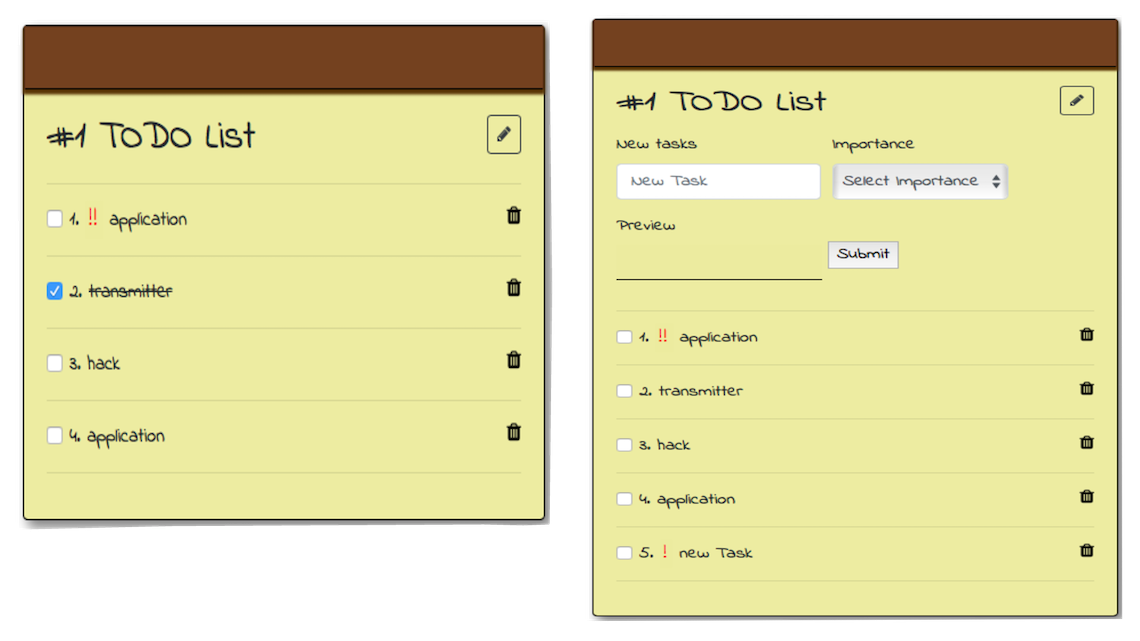 #1 ToDo List
1. !! application
2. transmitter
3. hack
4. application
#1 ToDo List
New tasks Importance
New Task Select Importance
Preview
Submit
1. !! application
2. transmitter
3. hack
4. application
5. ! new Task